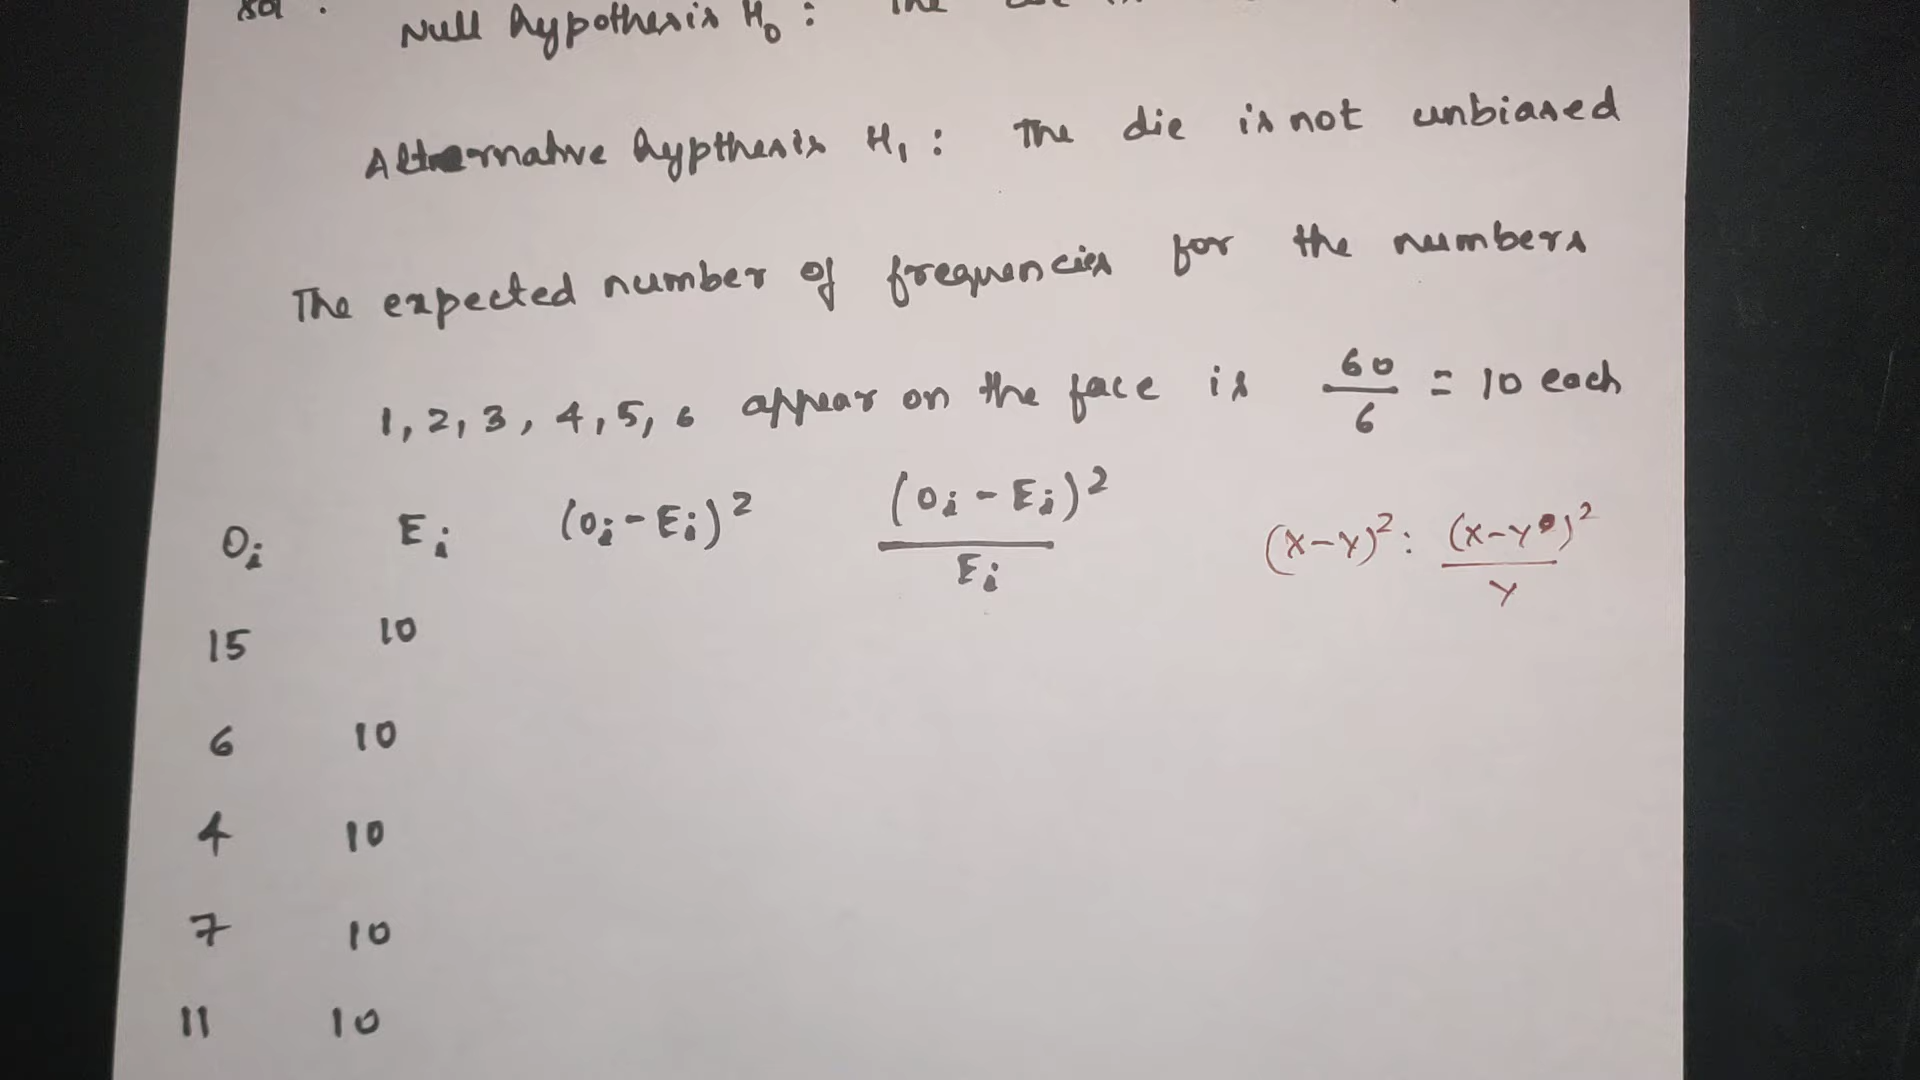 Null hypothesis H₀ :
Alternative hypthesis H₁ : The die is not unbiased
The expected number of frequencies for the numbers
1, 2, 3, 4, 5, 6 appear on the face is 60/6 = 10 each
Oᵢ Eᵢ (Oᵢ-Eᵢ)² (Oᵢ-Eᵢ)²/Eᵢ (x-y)² : (x-y)²/y
15 10
6 10
4 10
7 10
11 10